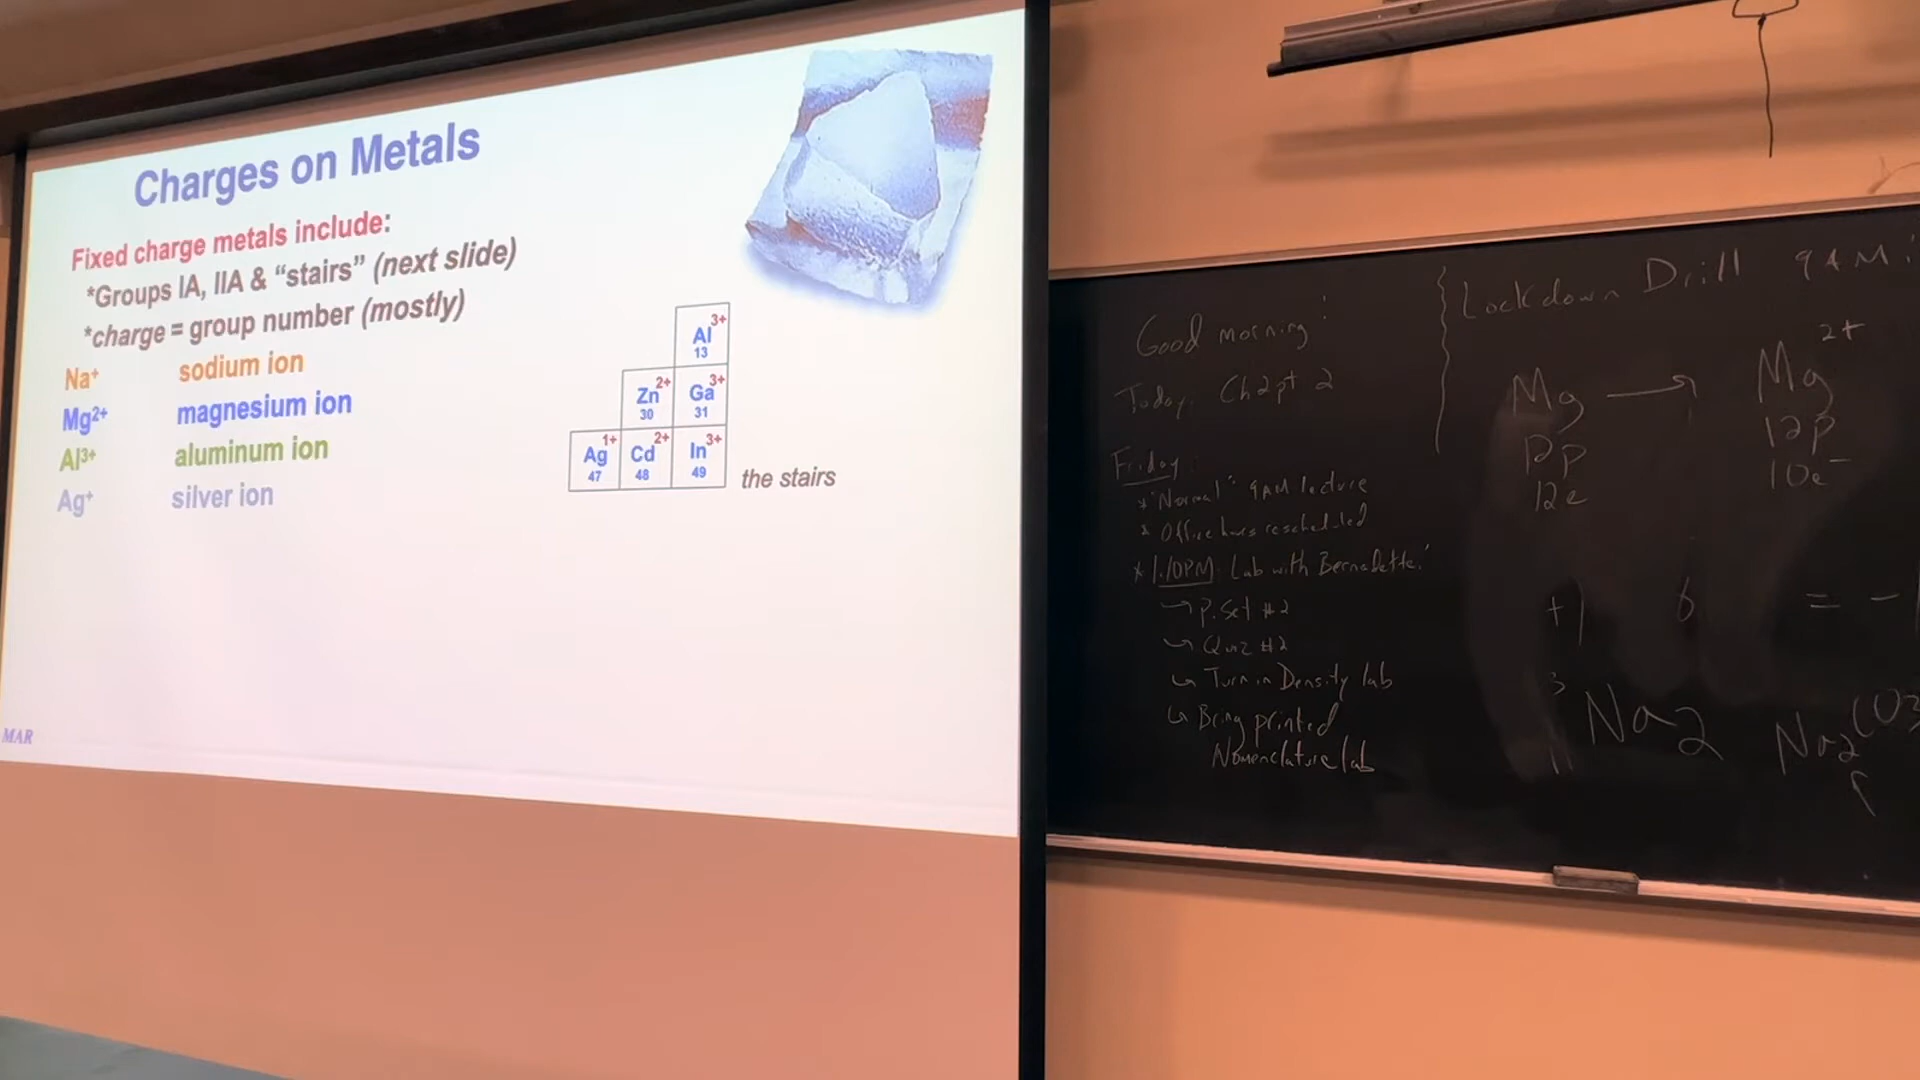 Charges on Metals
Fixed charge metals include:
*Groups IA, IIA & “stairs” (next slide)
*charge = group number (mostly)
Na⁺ sodium ion
Mg²⁺ magnesium ion
Al³⁺ aluminum ion
Ag⁺ silver ion
Al 3+
13
Zn 2+ Ga 3+
30 31
Ag 1+ Cd 2+ In 3+
47 48 49
the stairs
MAR
Good morning!
Today: Chapt 2
Friday:
* "Normal" 9AM lecture
* Office hours rescheduled
* 1:10PM: Lab with Bernadette!
→ P. Set #2
→ Quiz #2
→ Turn in Density lab
→ Bring printed
Nomenclature lab
Lockdown Drill 9AM!
Mg → Mg²⁺
12p 12p
12e 10e⁻
+1 6 = -
Na2 Na2